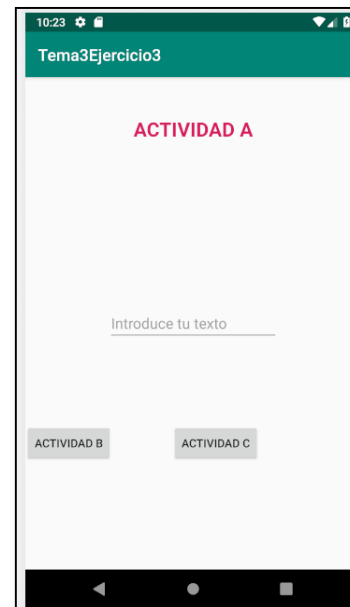 10:23
Tema3Ejercicio3
ACTIVIDAD A
Introduce tu texto
ACTIVIDAD B ACTIVIDAD C